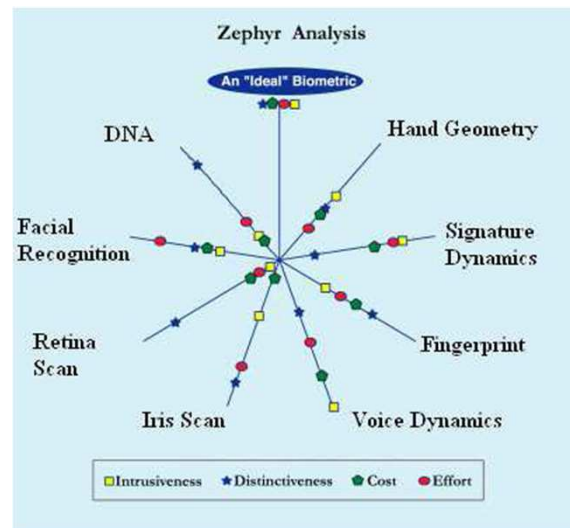 Zephyr Analysis
An "Ideal" Biometric
DNA
Hand Geometry
Facial
Recognition
Signature
Dynamics
Retina
Scan
Fingerprint
Iris Scan
Voice Dynamics
Intrusiveness Distinctiveness Cost Effort